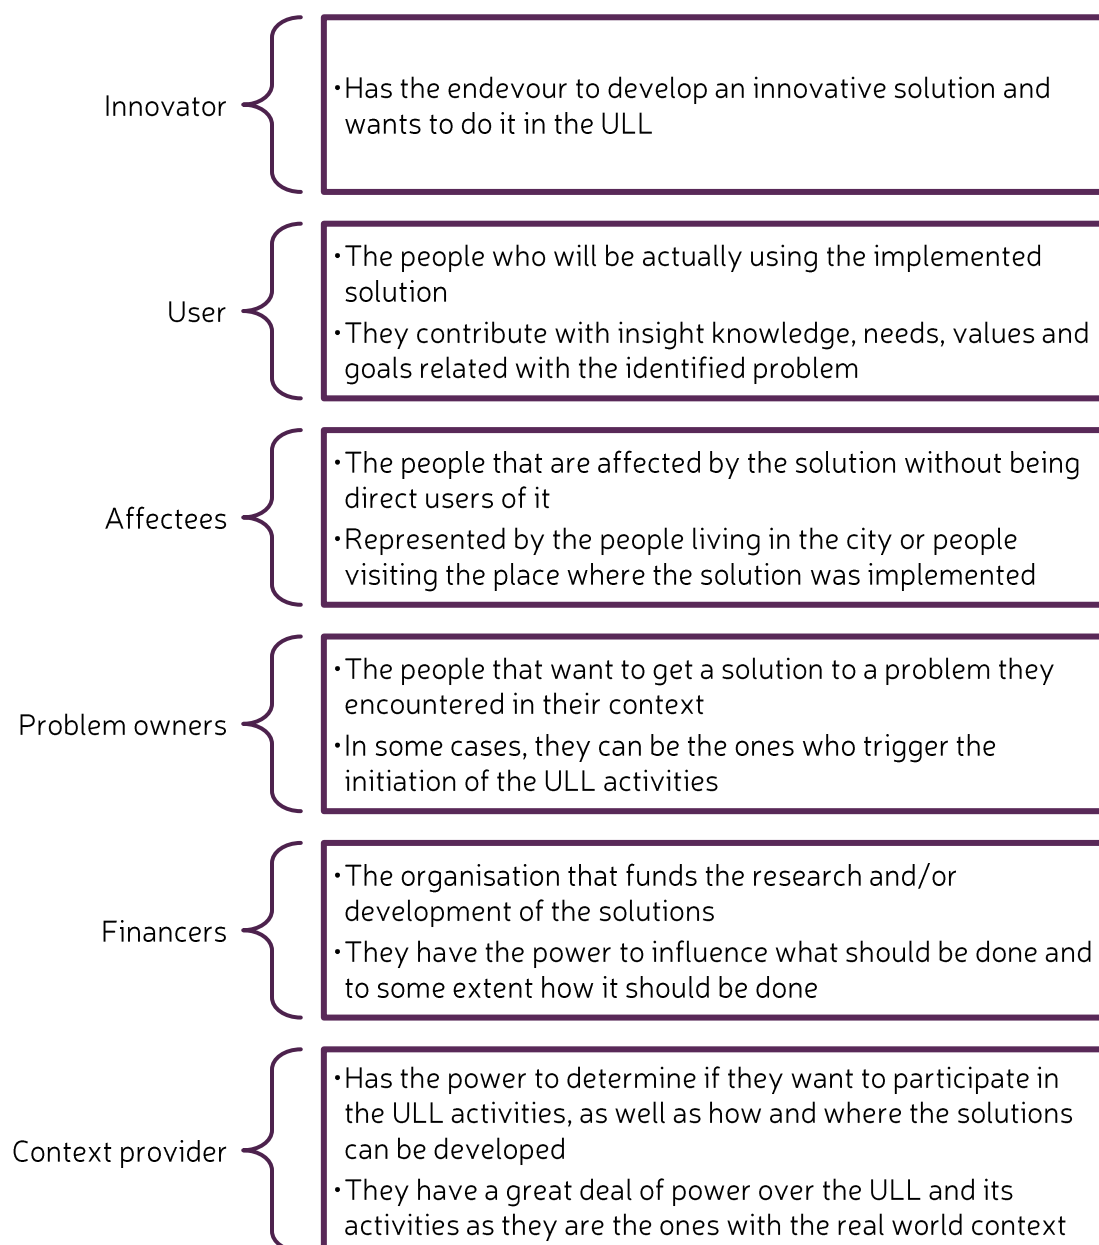 Innovator
•Has the endevour to develop an innovative solution and
wants to do it in the ULL
User
•The people who will be actually using the implemented
solution
•They contribute with insight knowledge, needs, values and
goals related with the identified problem
Affectees
•The people that are affected by the solution without being
direct users of it
•Represented by the people living in the city or people
visiting the place where the solution was implemented
Problem owners
•The people that want to get a solution to a problem they
encountered in their context
•In some cases, they can be the ones who trigger the
initiation of the ULL activities
Financers
•The organisation that funds the research and/or
development of the solutions
•They have the power to influence what should be done and
to some extent how it should be done
Context provider
•Has the power to determine if they want to participate in
the ULL activities, as well as how and where the solutions
can be developed
•They have a great deal of power over the ULL and its
activities as they are the ones with the real world context